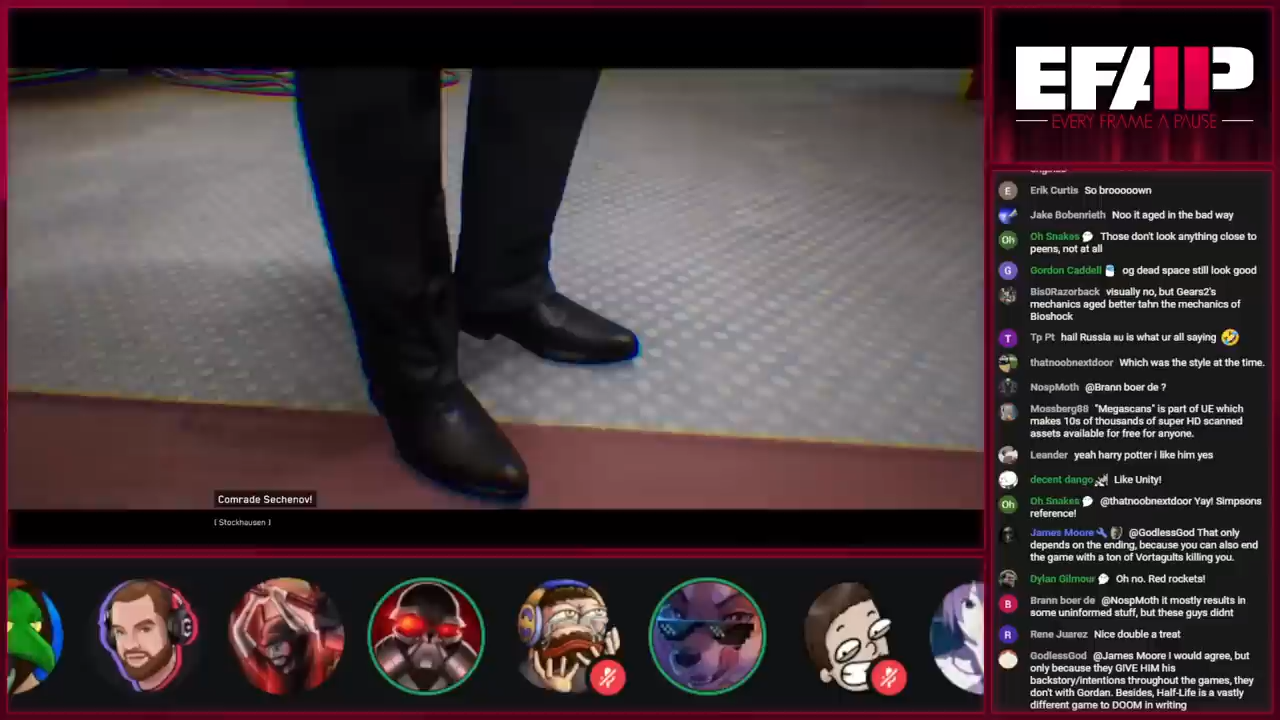 EFAP
EVERY FRAME A PAUSE
Erik Curtis So brooooown
Jake Bobenrieth Noo it aged in the bad way
Oh Snakes Those don't look anything close to
peens, not at all
Gordon Caddell og dead space still look good
Bis0Razorback visually no, but Gears2's
mechanics aged better tahn the mechanics of
Bioshock
Tp Pt hail Russia RU is what ur all saying
thatnoobnextdoor Which was the style at the time.
NospMoth @Brann boer de ?
Mossberg88 "Megascans" is part of UE which
makes 10s of thousands of super HD scanned
assets available for free for anyone.
Leander yeah harry potter i like him yes
decent dango Like Unity!
Oh Snakes @thatnoobnextdoor Yay! Simpsons
reference!
James Moore @GodlessGod That only
depends on the ending, because you can also end
the game with a ton of Vortagults killing you.
Dylan Gilmour Oh no. Red rockets!
Brann boer de @NospMoth it mostly results in
some uninformed stuff, but these guys didnt
Rene Juarez Nice double a treat
GodlessGod @James Moore I would agree, but
only because they GIVE HIM his
backstory/intentions throughout the games, they
don't with Gordan. Besides, Half-Life is a vastly
different game to DOOM in writing
Comrade Sechenov!
[ Stockhausen ]